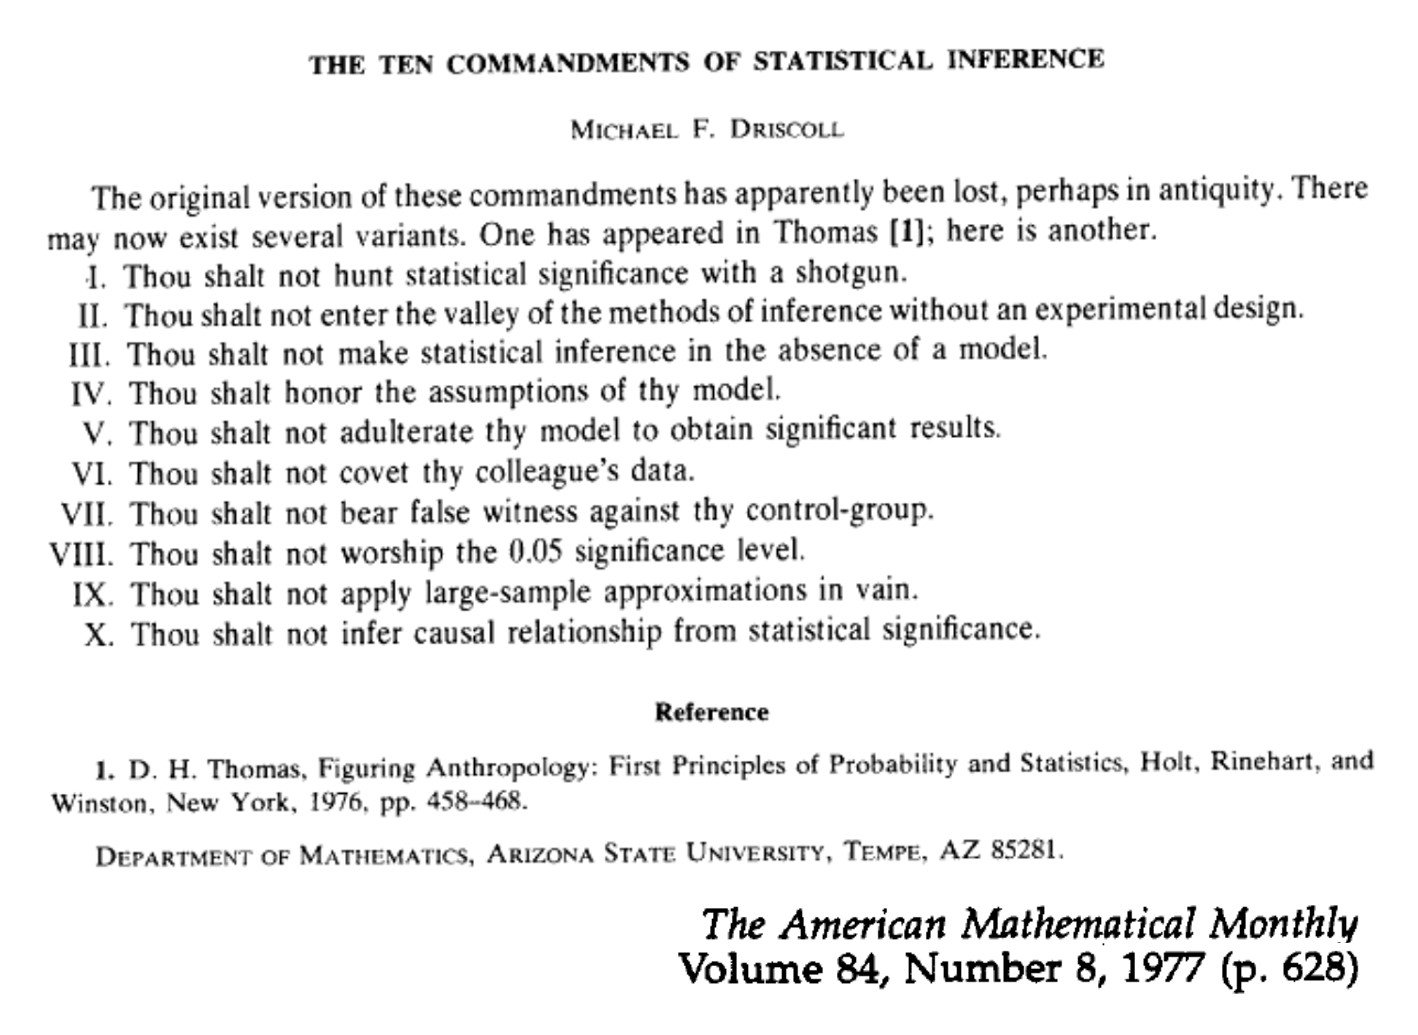 THE TEN COMMANDMENTS OF STATISTICAL INFERENCE
MICHAEL F. DRISCOLL
The original version of these commandments has apparently been lost, perhaps in antiquity. There
may now exist several variants. One has appeared in Thomas [1]; here is another.
I. Thou shalt not hunt statistical significance with a shotgun.
II. Thou shalt not enter the valley of the methods of inference without an experimental design.
III. Thou shalt not make statistical inference in the absence of a model.
IV. Thou shalt honor the assumptions of thy model.
V. Thou shalt not adulterate thy model to obtain significant results.
VI. Thou shalt not covet thy colleague's data.
VII. Thou shalt not bear false witness against thy control-group.
VIII. Thou shalt not worship the 0.05 significance level.
IX. Thou shalt not apply large-sample approximations in vain.
X. Thou shalt not infer causal relationship from statistical significance.
Reference
1. D. H. Thomas, Figuring Anthropology: First Principles of Probability and Statistics, Holt, Rinehart, and
Winston, New York, 1976, pp. 458–468.
DEPARTMENT OF MATHEMATICS, ARIZONA STATE UNIVERSITY, TEMPE, AZ 85281.
The American Mathematical Monthly
Volume 84, Number 8, 1977 (p. 628)